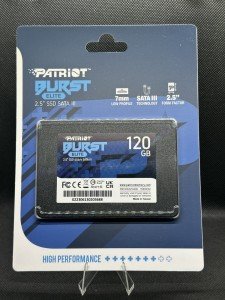 PATRIOT
BURST
ELITE
2.5" SSD SATA III
7mm
LOW PROFILE
SATA III
TECHNOLOGY
2.5"
FORM FACTOR
PATRIOT
BURST
ELITE
120
GB
HIGH PERFORMANCE